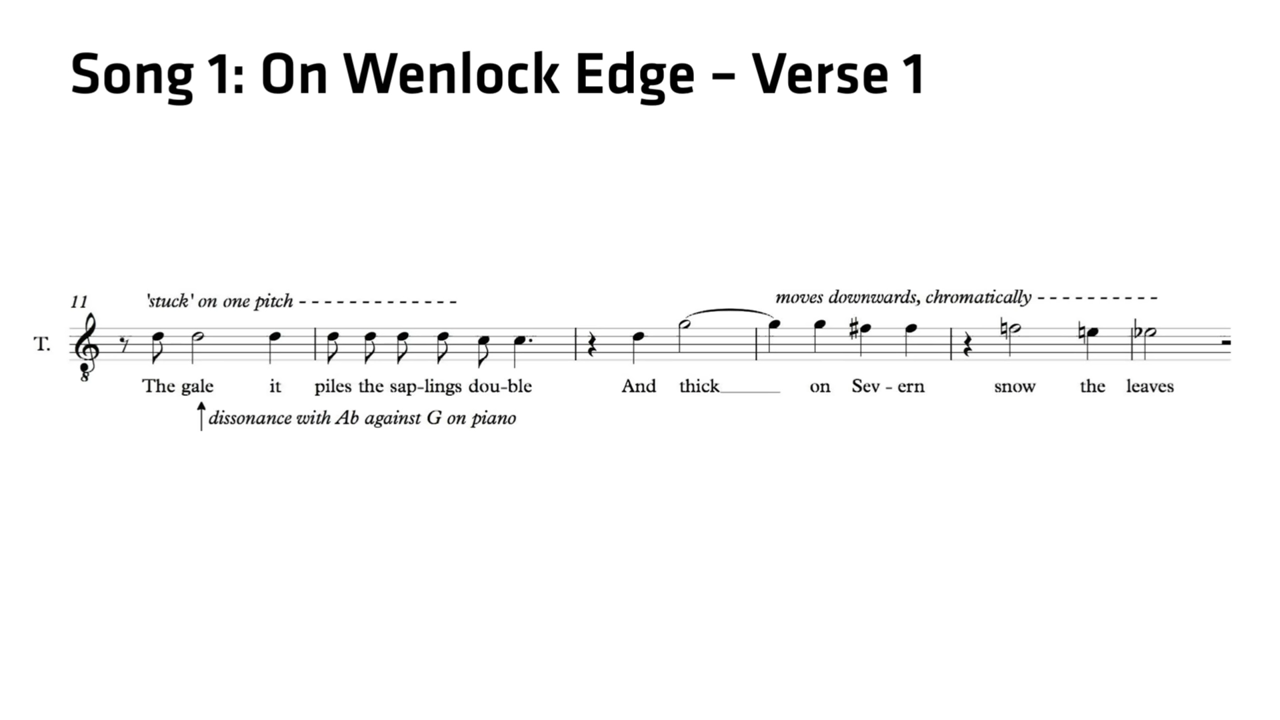 Song 1: On Wenlock Edge – Verse 1
11 'stuck' on one pitch moves downwards, chromatically
T.
8
The gale it piles the sap-lings dou-ble And thick on Sev-ern snow the leaves
dissonance with Ab against G on piano